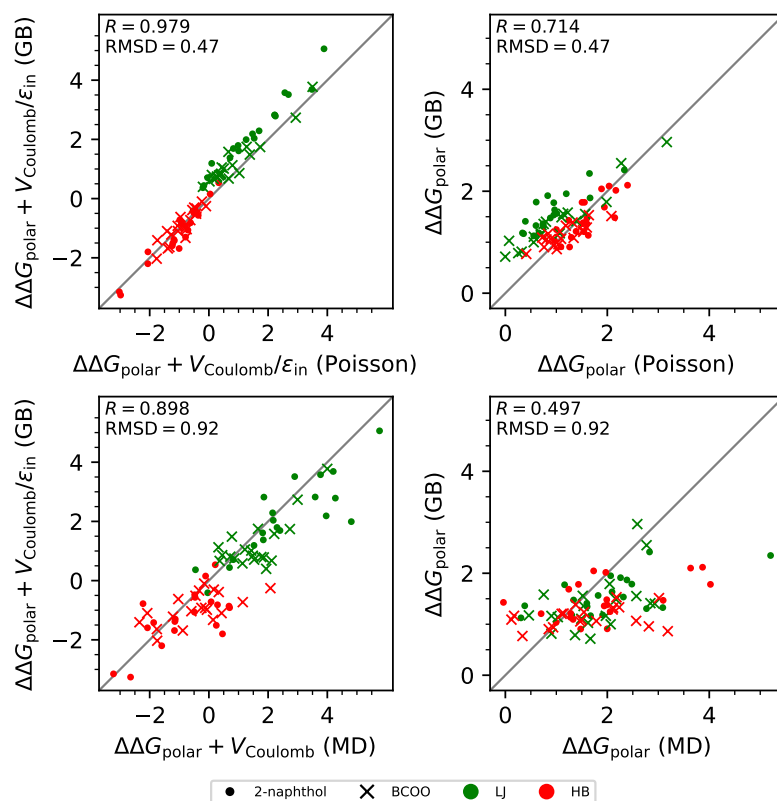 R = 0.979
RMSD = 0.47
4
2
0
−2
−2
0
2
4
ΔΔG_polar + V_Coulomb/ε_in (GB)
ΔΔG_polar + V_Coulomb/ε_in (Poisson)
R = 0.714
RMSD = 0.47
4
2
0
0
2
4
ΔΔG_polar (GB)
ΔΔG_polar (Poisson)
R = 0.898
RMSD = 0.92
4
2
0
−2
−2
0
2
4
ΔΔG_polar + V_Coulomb/ε_in (GB)
ΔΔG_polar + V_Coulomb (MD)
R = 0.497
RMSD = 0.92
4
2
0
0
2
4
ΔΔG_polar (GB)
ΔΔG_polar (MD)
2-naphthol BCOO LJ HB